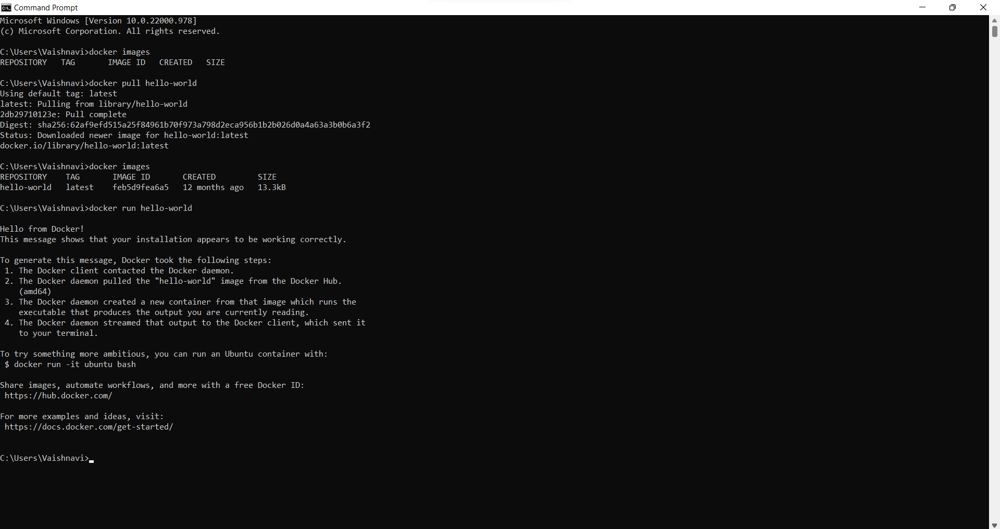 Command Prompt
Microsoft Windows [Version 10.0.22000.978]
(c) Microsoft Corporation. All rights reserved.
C:\Users\Vaishnavi>docker images
REPOSITORY   TAG       IMAGE ID   CREATED   SIZE
C:\Users\Vaishnavi>docker pull hello-world
Using default tag: latest
latest: Pulling from library/hello-world
2db29710123e: Pull complete
Digest: sha256:62af9efd515a25f84961b70f973a798d2eca956b1b2b026d0a4a63a3b0b6a3f2
Status: Downloaded newer image for hello-world:latest
docker.io/library/hello-world:latest
C:\Users\Vaishnavi>docker images
REPOSITORY    TAG       IMAGE ID       CREATED         SIZE
hello-world   latest    feb5d9fea6a5   12 months ago   13.3kB
C:\Users\Vaishnavi>docker run hello-world
Hello from Docker!
This message shows that your installation appears to be working correctly.
To generate this message, Docker took the following steps:
 1. The Docker client contacted the Docker daemon.
 2. The Docker daemon pulled the "hello-world" image from the Docker Hub.
    (amd64)
 3. The Docker daemon created a new container from that image which runs the
    executable that produces the output you are currently reading.
 4. The Docker daemon streamed that output to the Docker client, which sent it
    to your terminal.
To try something more ambitious, you can run an Ubuntu container with:
 $ docker run -it ubuntu bash
Share images, automate workflows, and more with a free Docker ID:
 https://hub.docker.com/
For more examples and ideas, visit:
 https://docs.docker.com/get-started/
C:\Users\Vaishnavi>